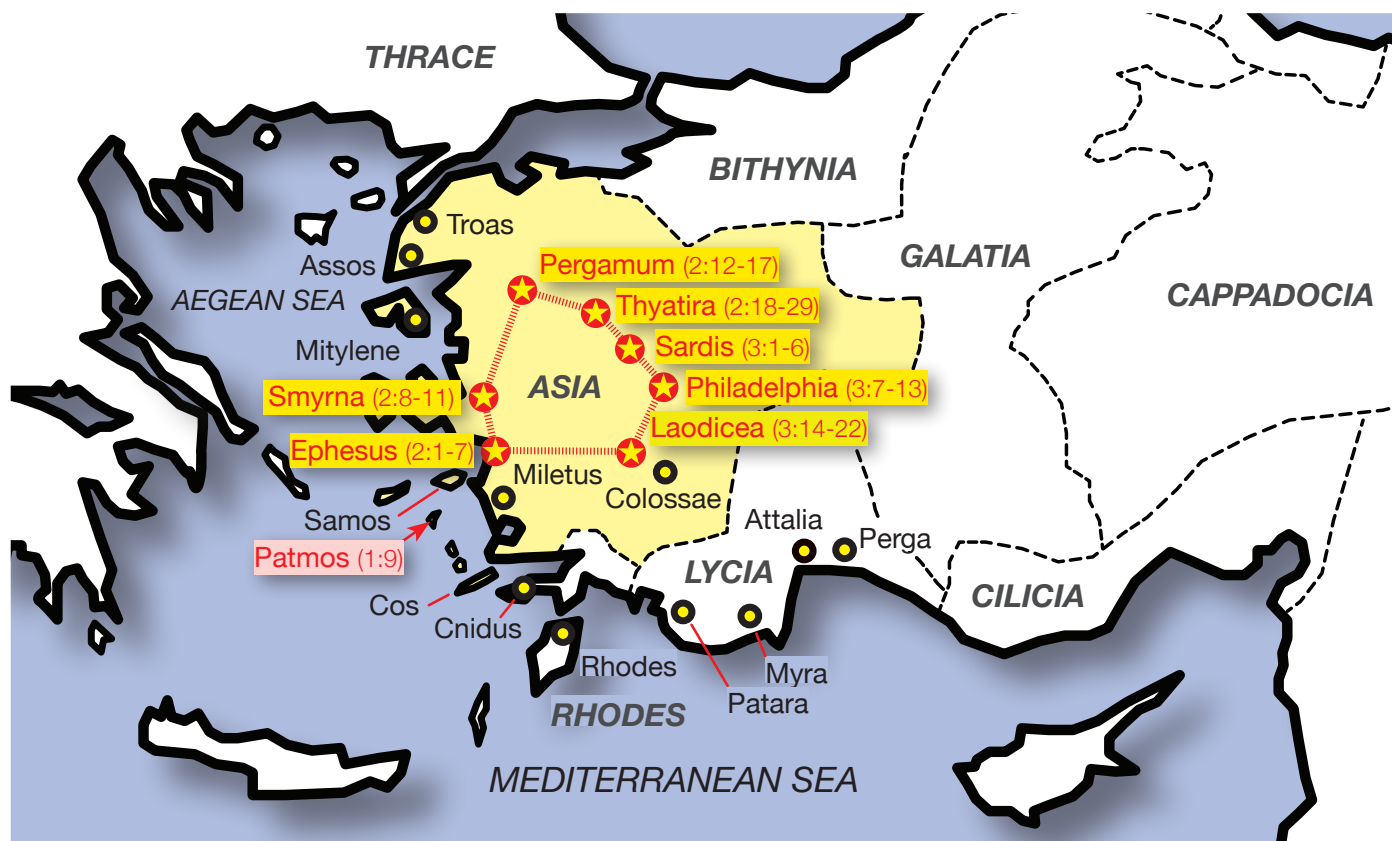 THRACE
BITHYNIA
Troas
Assos
Pergamum (2:12-17)
GALATIA
AEGEAN SEA
Thyatira (2:18-29)
CAPPADOCIA
Mitylene
Sardis (3:1-6)
ASIA
Philadelphia (3:7-13)
Smyrna (2:8-11)
Laodicea (3:14-22)
Ephesus (2:1-7)
Miletus
Colossae
Samos
Attalia
Perga
Patmos (1:9)
LYCIA
CILICIA
Cos
Cnidus
Rhodes
Myra
Patara
RHODES
MEDITERRANEAN SEA